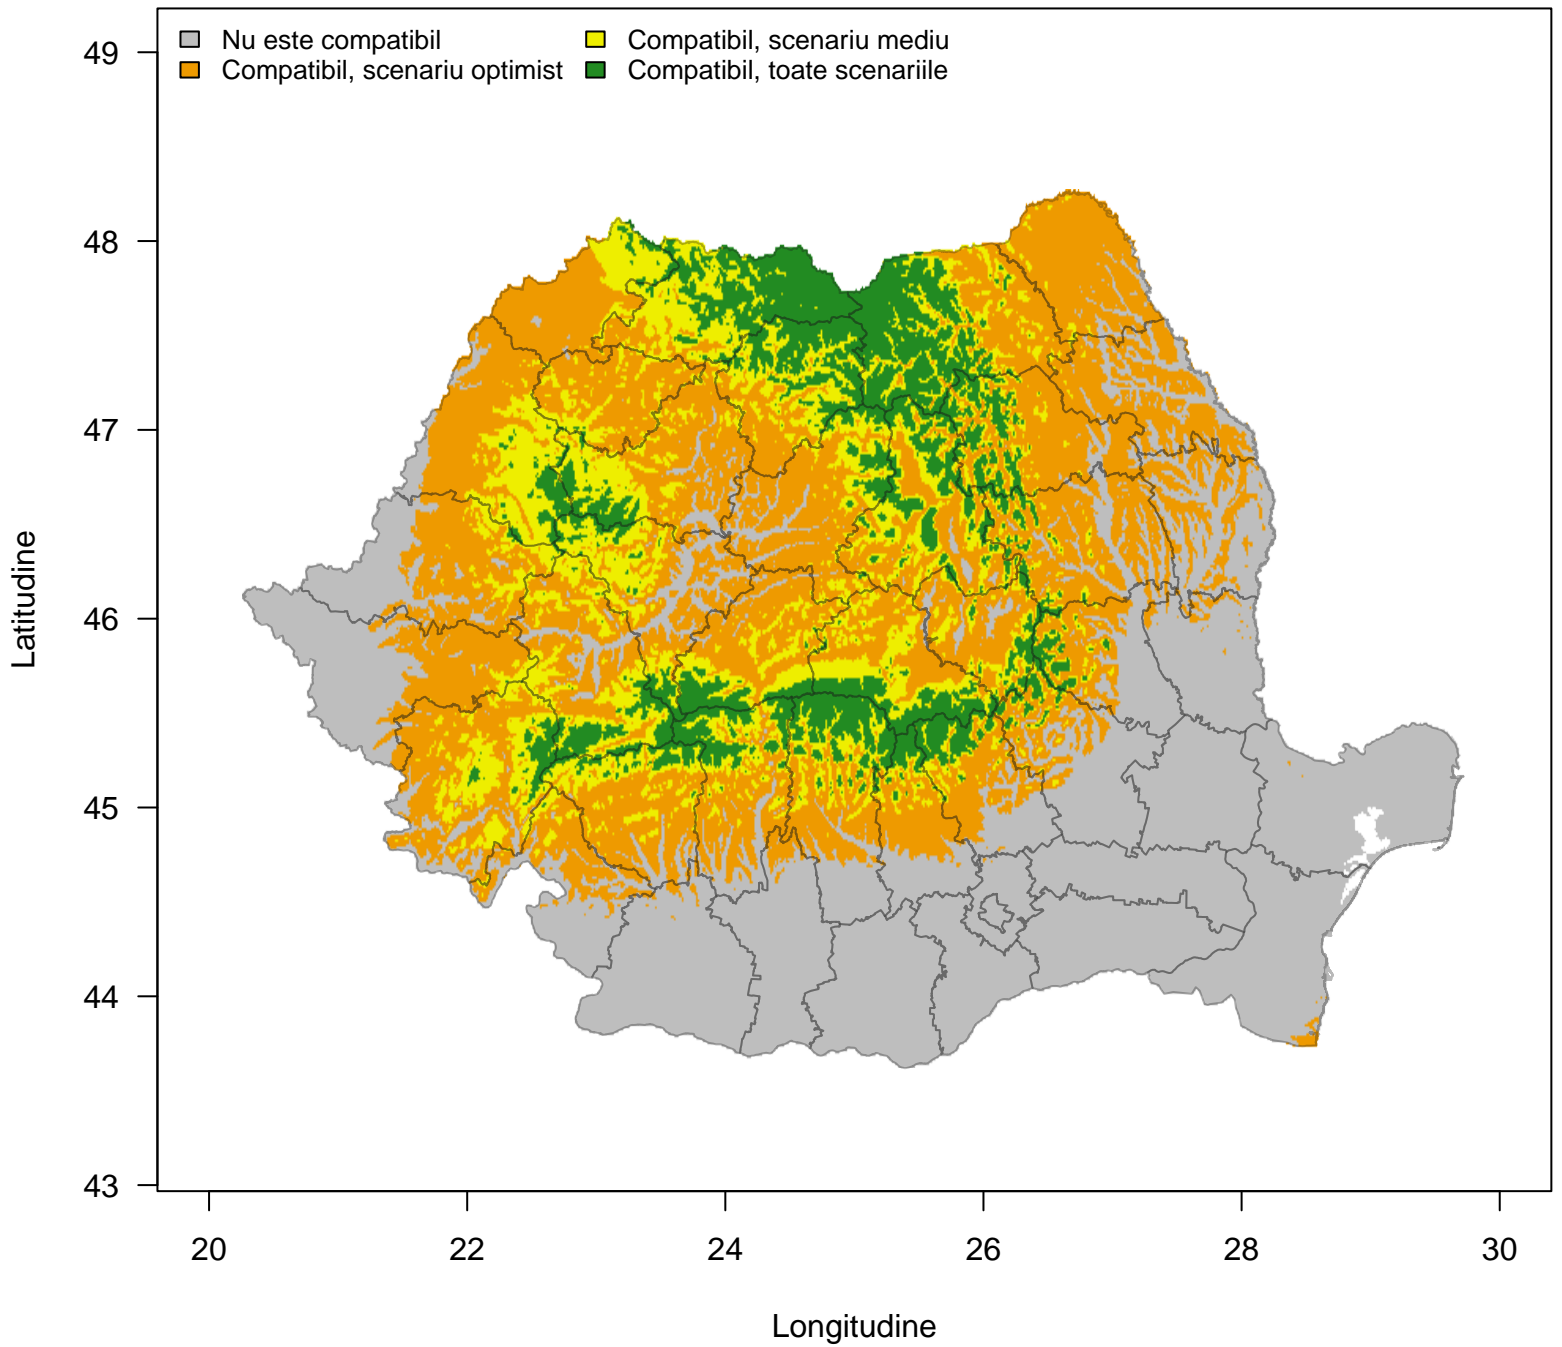 Nu este compatibil
Compatibil, scenariu optimist
Compatibil, scenariu mediu
Compatibil, toate scenariile
49
48
47
46
45
44
43
Latitudine
20 22 24 26 28 30
Longitudine